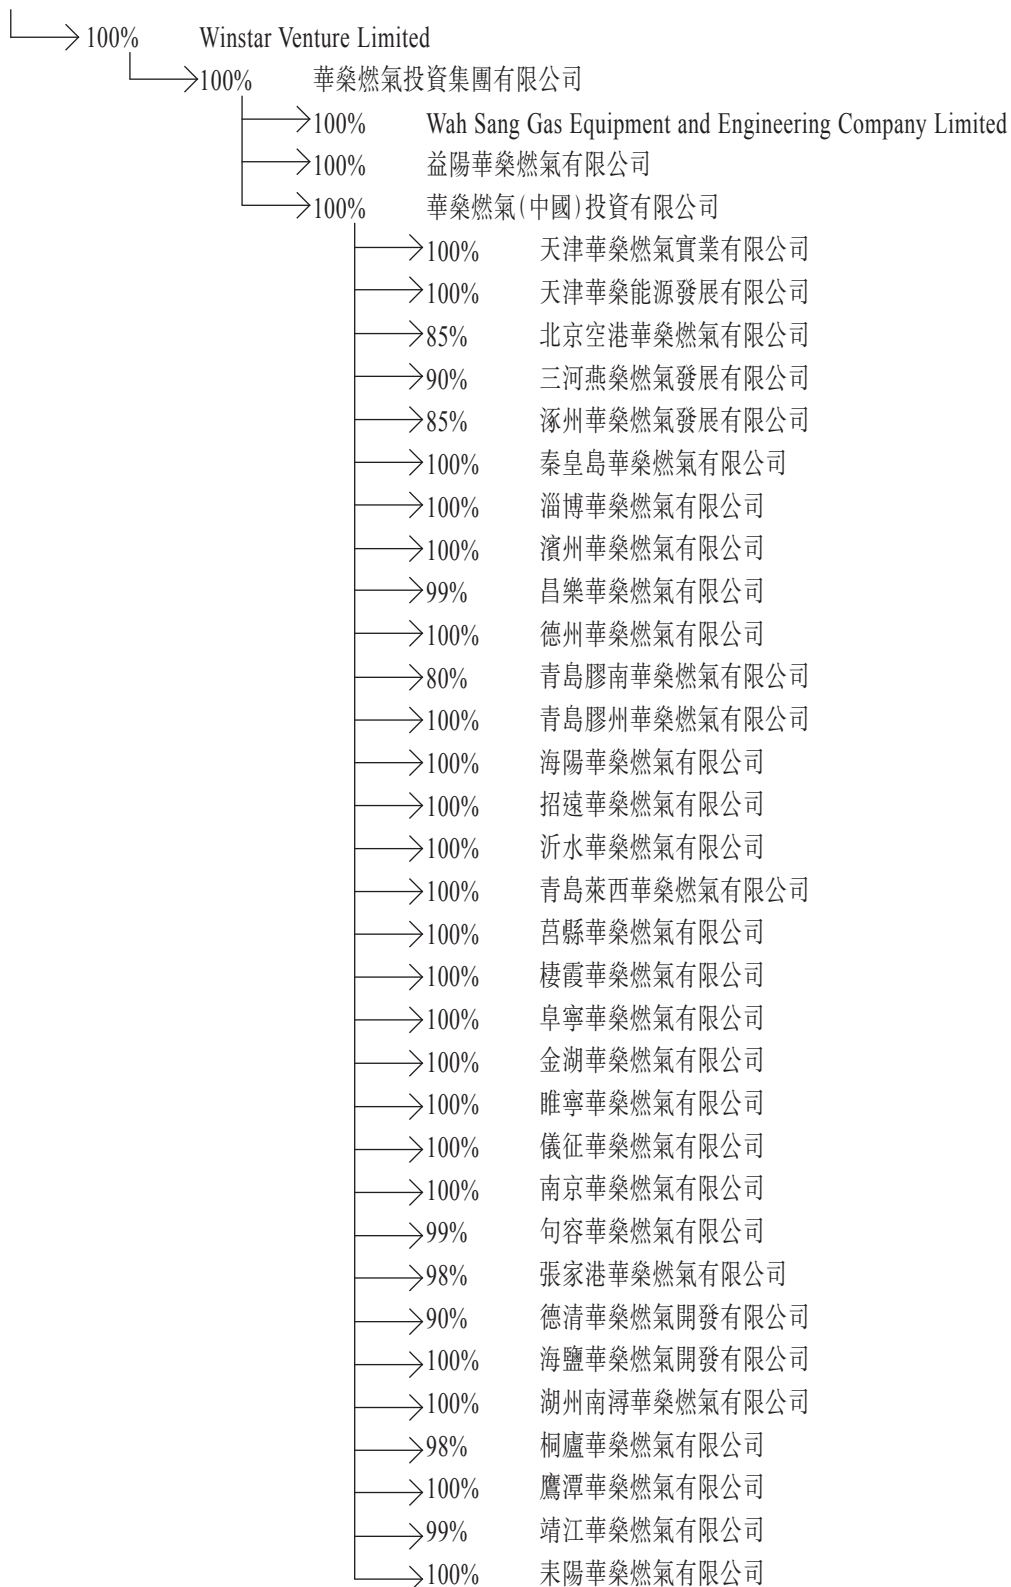 100% Winstar Venture Limited
100% 華燊燃氣投資集團有限公司
100% Wah Sang Gas Equipment and Engineering Company Limited
100% 益陽華燊燃氣有限公司
100% 華燊燃氣(中國)投資有限公司
100% 天津華燊燃氣實業有限公司
100% 天津華燊能源發展有限公司
85% 北京空港華燊燃氣有限公司
90% 三河燕燊燃氣發展有限公司
85% 涿州華燊燃氣發展有限公司
100% 秦皇島華燊燃氣有限公司
100% 淄博華燊燃氣有限公司
100% 濱州華燊燃氣有限公司
99% 昌樂華燊燃氣有限公司
100% 德州華燊燃氣有限公司
80% 青島膠南華燊燃氣有限公司
100% 青島膠州華燊燃氣有限公司
100% 海陽華燊燃氣有限公司
100% 招遠華燊燃氣有限公司
100% 沂水華燊燃氣有限公司
100% 青島萊西華燊燃氣有限公司
100% 莒縣華燊燃氣有限公司
100% 棲霞華燊燃氣有限公司
100% 阜寧華燊燃氣有限公司
100% 金湖華燊燃氣有限公司
100% 睢寧華燊燃氣有限公司
100% 儀征華燊燃氣有限公司
100% 南京華燊燃氣有限公司
99% 句容華燊燃氣有限公司
98% 張家港華燊燃氣有限公司
90% 德清華燊燃氣開發有限公司
100% 海鹽華燊燃氣開發有限公司
100% 湖州南潯華燊燃氣有限公司
98% 桐廬華燊燃氣有限公司
100% 鷹潭華燊燃氣有限公司
99% 靖江華燊燃氣有限公司
100% 耒陽華燊燃氣有限公司